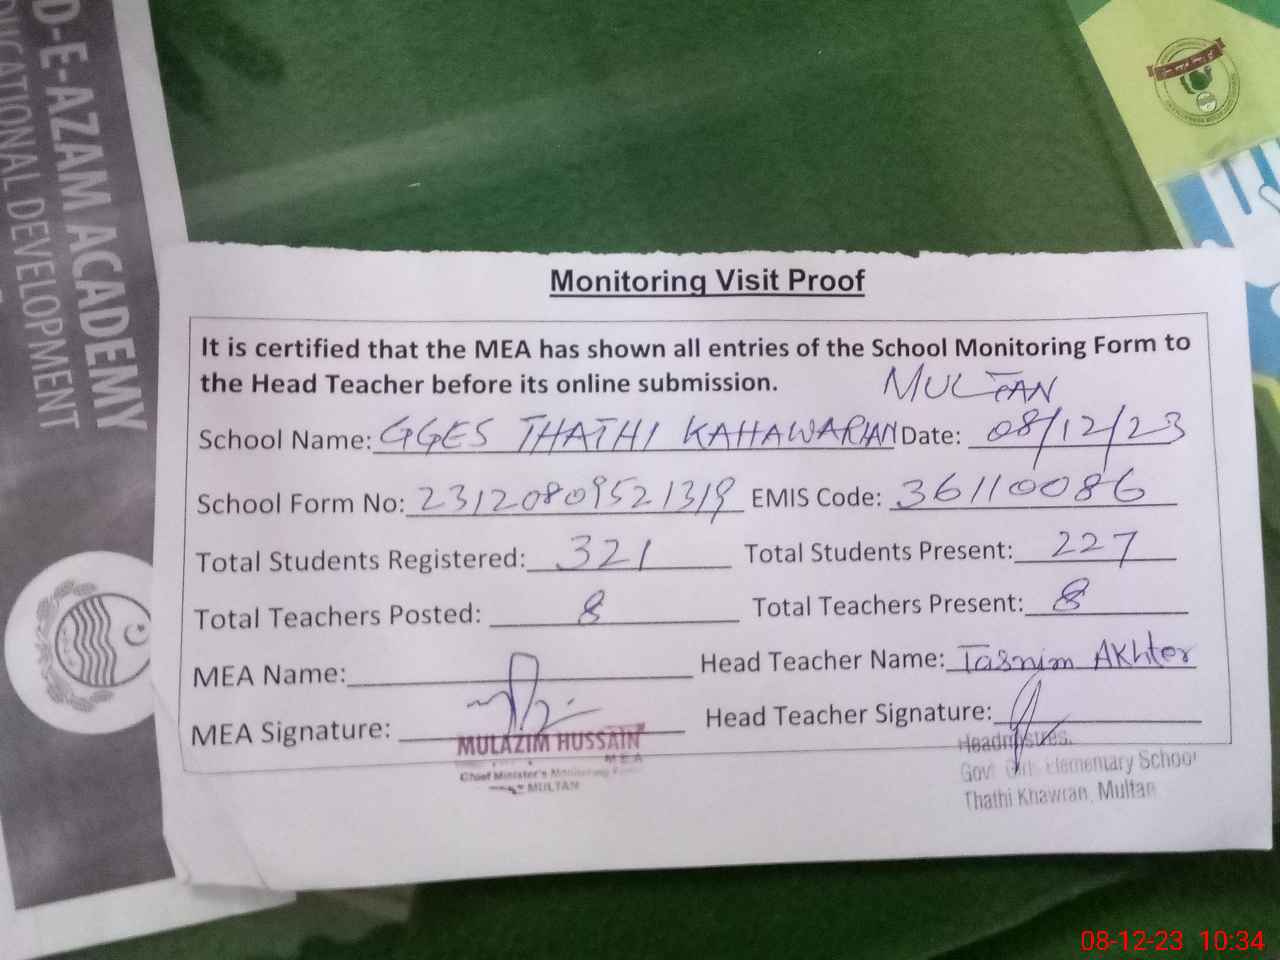 D-E-AZAM ACADEMY
EDUCATIONAL DEVELOPMENT
Monitoring Visit Proof
It is certified that the MEA has shown all entries of the School Monitoring Form to
the Head Teacher before its online submission.
MULTAN
School Name: GGES THATHI KAHAWARAN Date: 08/12/23
School Form No: 23120809521319 EMIS Code: 36110086
Total Students Registered: 321 Total Students Present: 227
Total Teachers Posted: 8 Total Teachers Present: 8
MEA Name: Head Teacher Name: Tasnim Akhter
MEA Signature: Head Teacher Signature:
MULAZIM HUSSAIN
M E A
Chief Minister's Monitoring
MULTAN
Headmistres.
Govt Girls Elementary School
Thathi Khawran, Multan
08-12-23 10:34